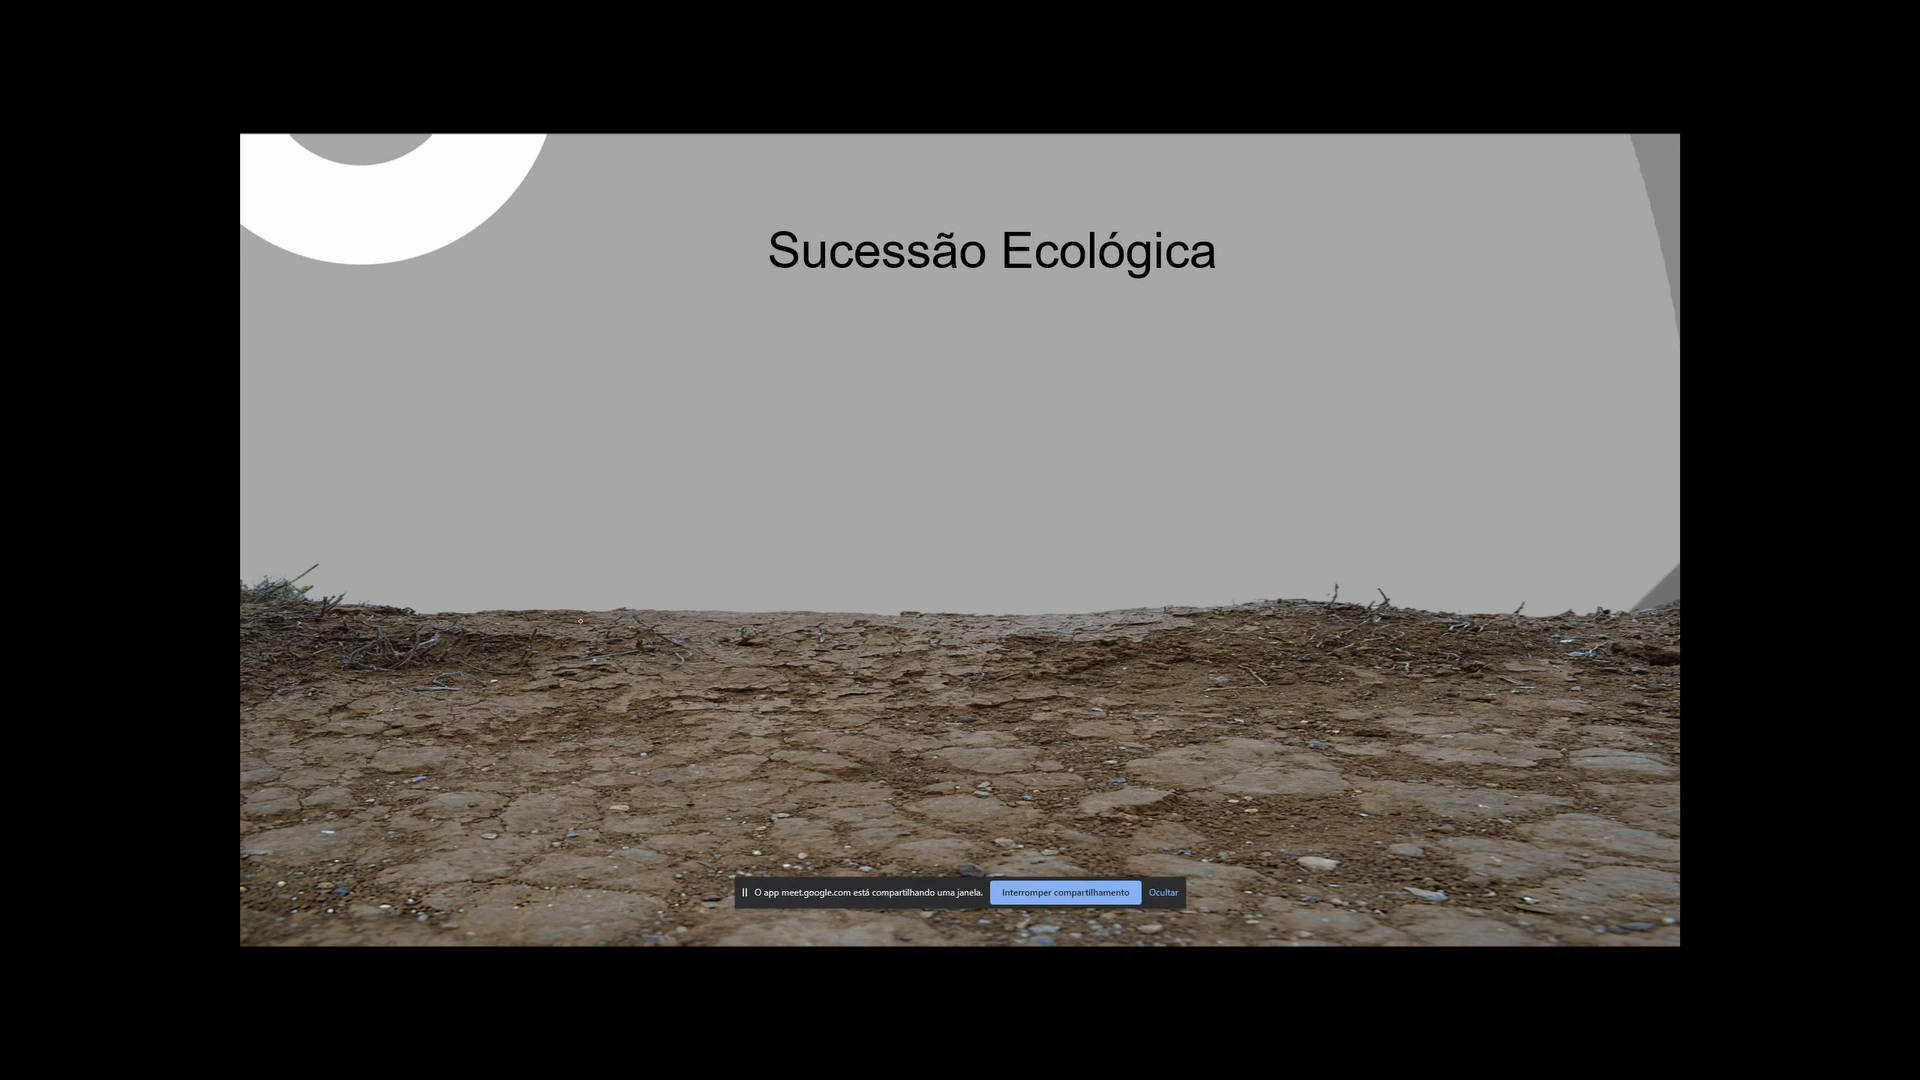 Sucessão Ecológica
O app meet.google.com está compartilhando uma janela.
Interromper compartilhamento
Ocultar